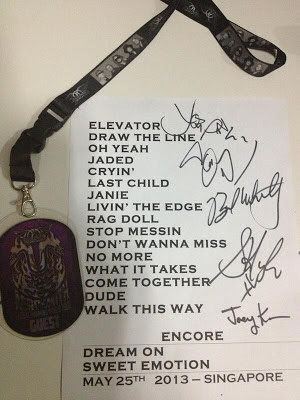 ELEVATOR
DRAW THE LINE
OH YEAH
JADED
CRYIN'
LAST CHILD
JANIE
LIVIN' THE EDGE
RAG DOLL
STOP MESSIN
DON'T WANNA MISS
NO MORE
WHAT IT TAKES
COME TOGETHER
DUDE
WALK THIS WAY
ENCORE
DREAM ON
SWEET EMOTION
MAY 25TH 2013 – SINGAPORE
GUEST